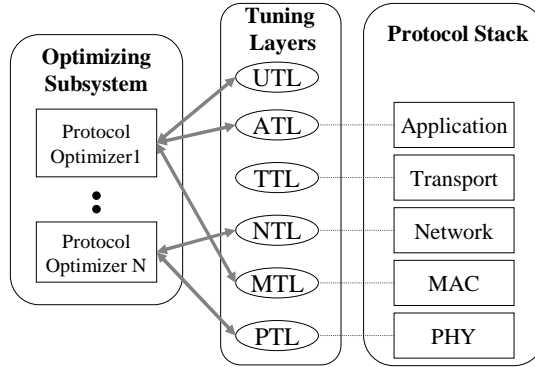 Optimizing
Subsystem
Protocol
Optimizer1
Protocol
Optimizer N
Tuning
Layers
UTL
ATL
TTL
NTL
MTL
PTL
Protocol Stack
Application
Transport
Network
MAC
PHY